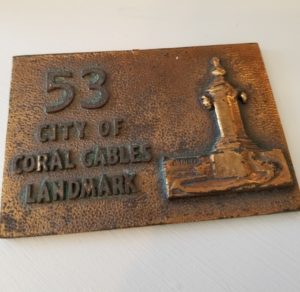 53
CITY OF
CORAL GABLES
LANDMARK